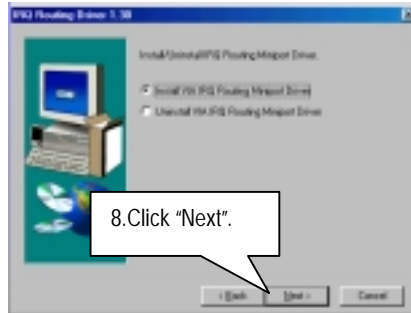 IRQ Routing Driver 1.30
Install/Uninstall IRQ Routing Miniport Driver.
Install VIA IRQ Routing Miniport Driver
Uninstall VIA IRQ Routing Miniport Driver
8.Click “Next”.
< Back
Next >
Cancel